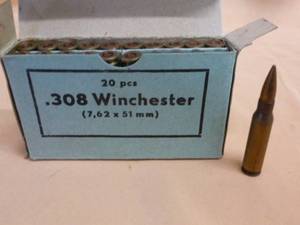 20 pcs
.308 Winchester
(7,62 x 51 mm)